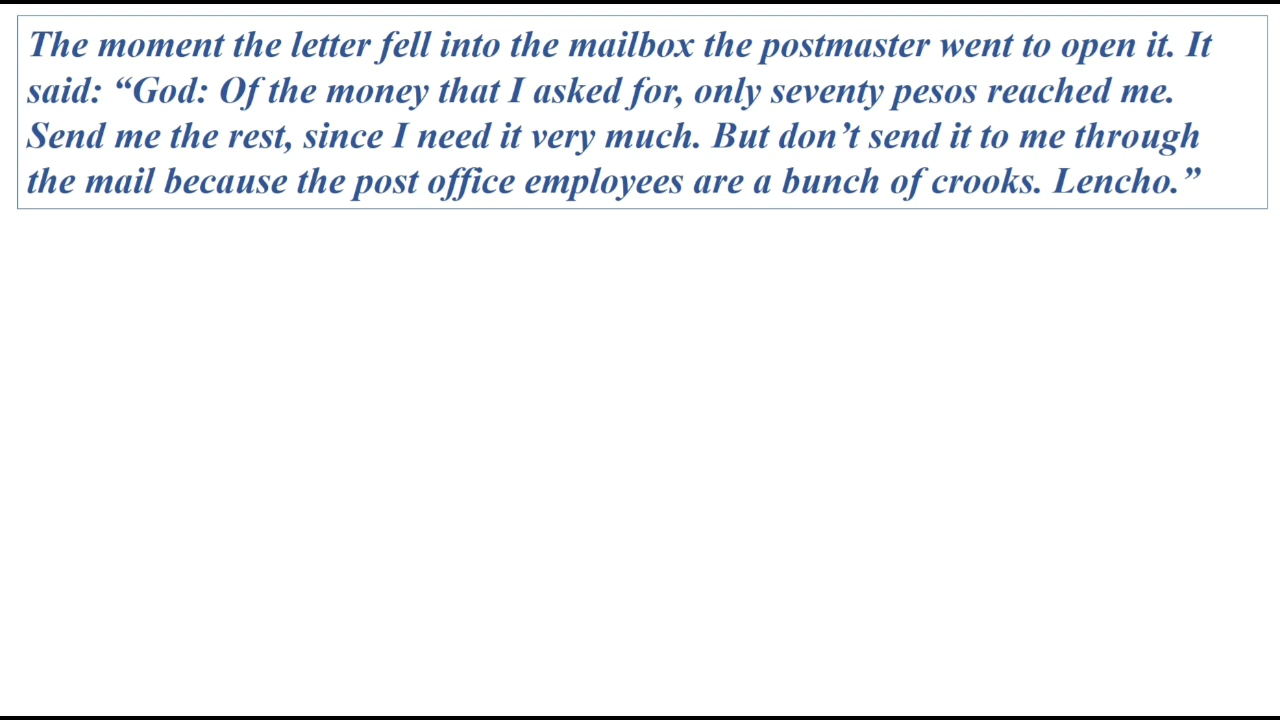 The moment the letter fell into the mailbox the postmaster went to open it. It
said: “God: Of the money that I asked for, only seventy pesos reached me.
Send me the rest, since I need it very much. But don’t send it to me through
the mail because the post office employees are a bunch of crooks. Lencho.”